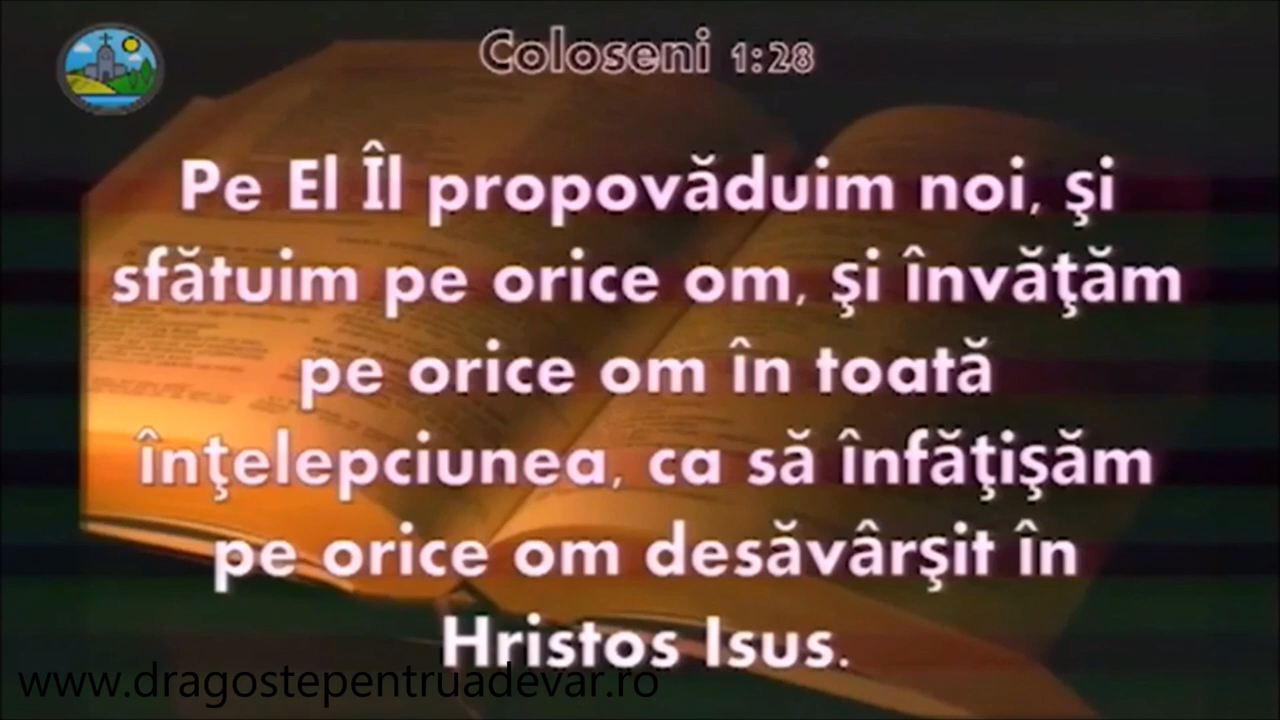 Coloseni 1:28
Pe El Îl propovăduim noi, şi
sfătuim pe orice om, şi învăţăm
pe orice om în toată
înţelepciunea, ca să înfăţişăm
pe orice om desăvârşit în
Hristos Isus.
www.dragostepentruadevar.ro